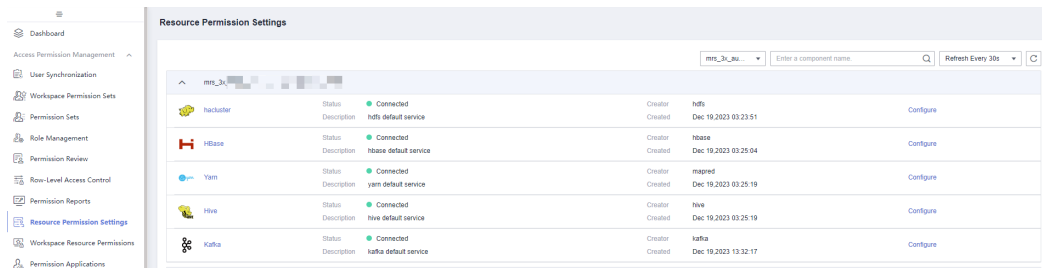 Resource Permission Settings
Dashboard
Access Permission Management
User Synchronization
Workspace Permission Sets
Permission Sets
Role Management
Permission Review
Row-Level Access Control
Permission Reports
Resource Permission Settings
Workspace Resource Permissions
Permission Applications
mrs_3x_au... Enter a component name. Refresh Every 30s C
mrs_3x_
hacluster Status Connected Creator hdfs Configure
Description hdfs default service Created Dec 19,2023 03:23:51
HBase Status Connected Creator hbase Configure
Description hbase default service Created Dec 19,2023 03:25:04
Yarn Status Connected Creator mapred Configure
Description yarn default service Created Dec 19,2023 03:25:19
Hive Status Connected Creator hive Configure
Description hive default service Created Dec 19,2023 03:25:19
Kafka Status Connected Creator kafka Configure
Description kafka default service Created Dec 19,2023 13:32:17